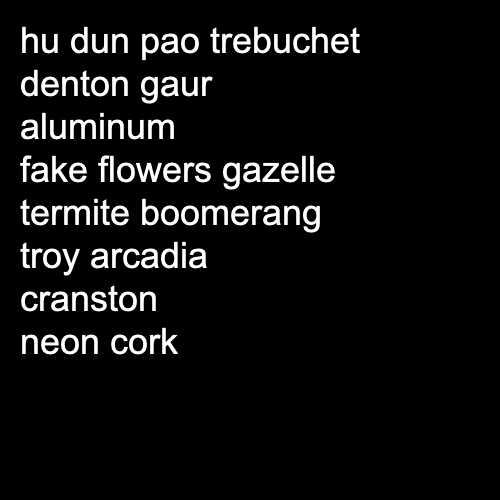 hu dun pao trebuchet
denton gaur
aluminum
fake flowers gazelle
termite boomerang
troy arcadia
cranston
neon cork